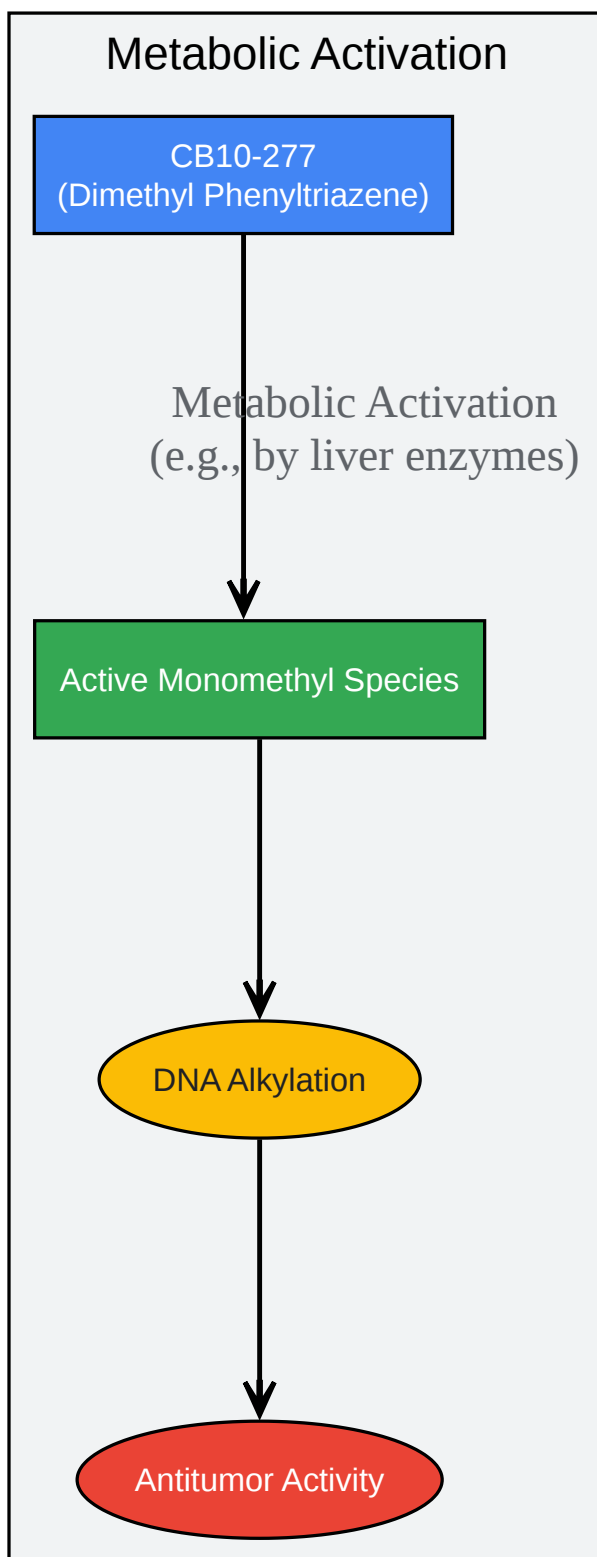 Metabolic Activation
CB10-277
(Dimethyl Phenyltriazene)
Metabolic Activation
(e.g., by liver enzymes)
Active Monomethyl Species
DNA Alkylation
Antitumor Activity